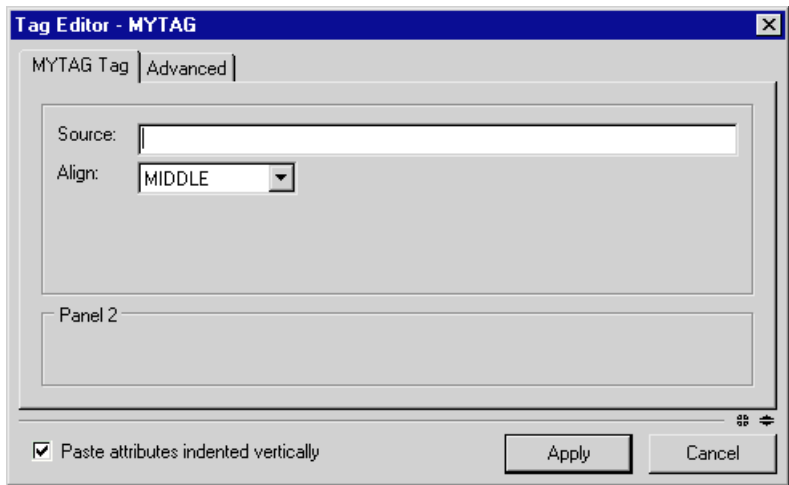 Tag Editor - MYTAG
MYTAG Tag Advanced
Source:
Align: MIDDLE
Panel 2
Paste attributes indented vertically Apply Cancel